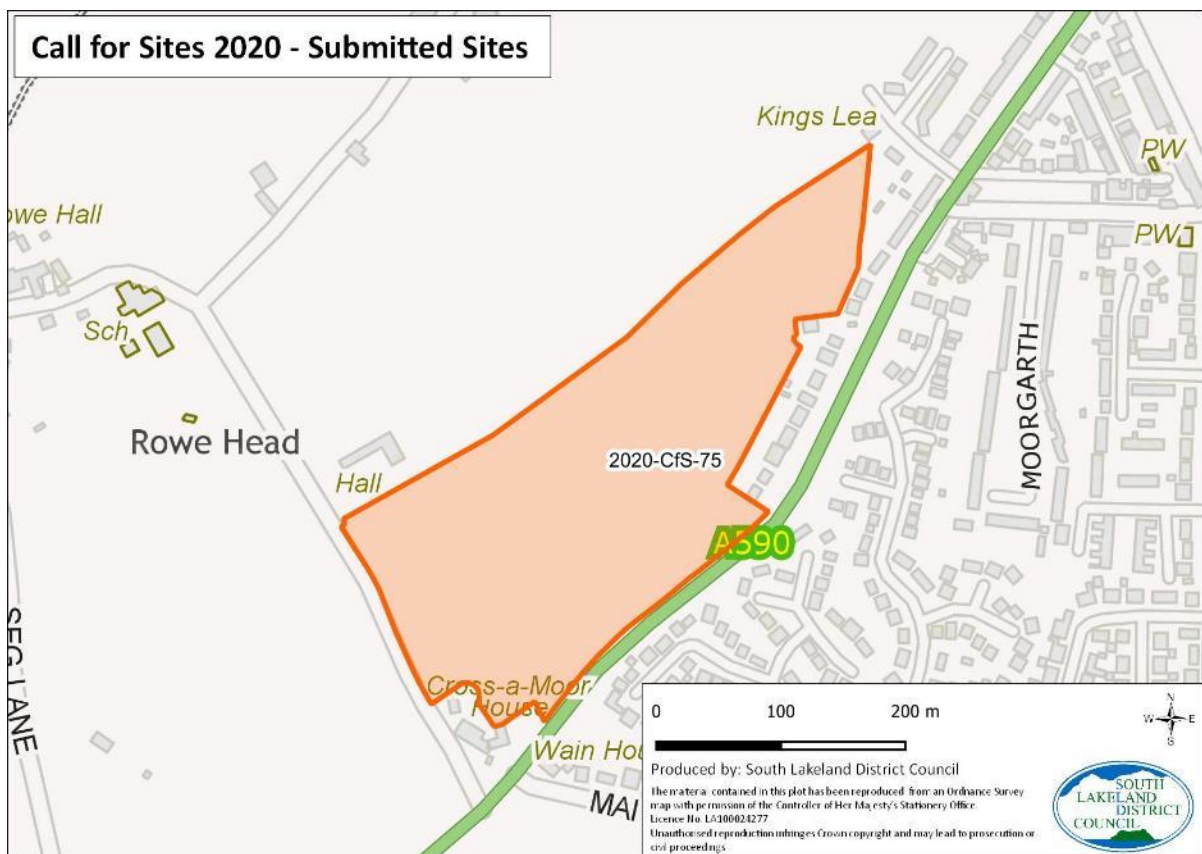 Call for Sites 2020 - Submitted Sites
Kings Lea
PW
PW
owe Hall
Sch
Rowe Head
Hall
2020-CfS-75
MOORGARTH
A590
SEG LANE
Cross-a-Moor
House
Wain Hou
MAI
0 100 200 m
N
W E
S
Produced by: South Lakeland District Council
The material contained in this plot has been reproduced from an Ordnance Survey
map with permission of the Controller of Her Majesty's Stationery Office.
Licence No. LA100024277
Unauthorised reproduction infringes Crown copyright and may lead to prosecution or
civil proceedings
SOUTH
LAKELAND
DISTRICT
COUNCIL